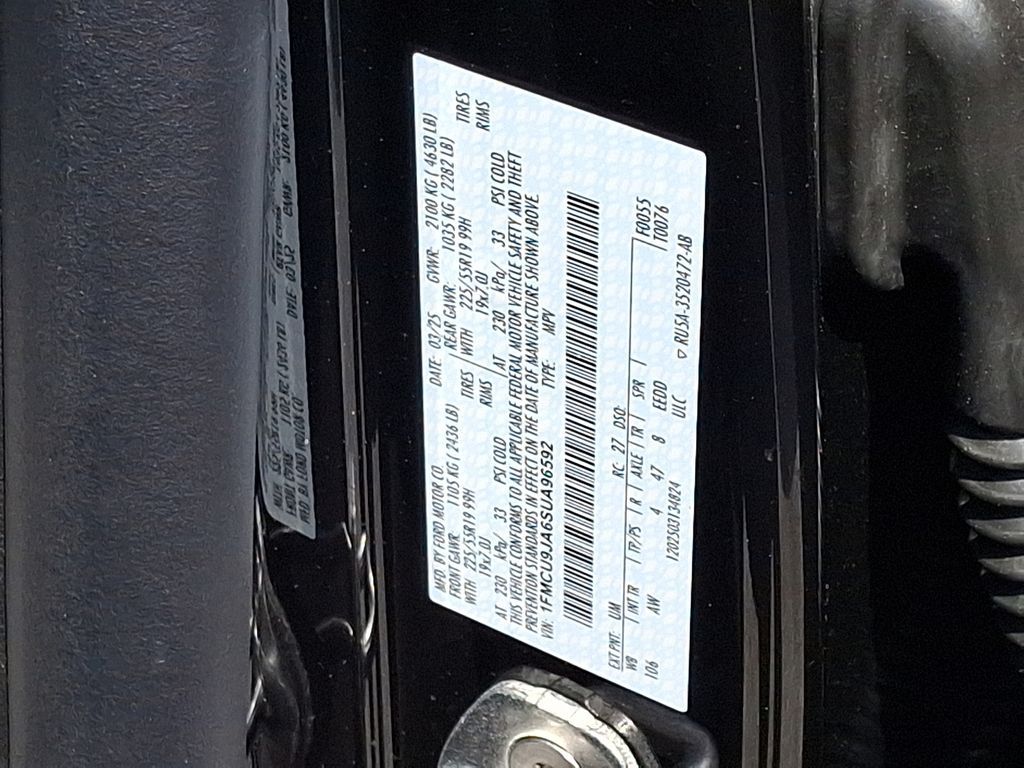 MFD. BY FORD MOTOR CO.
DATE: 03/25 GVWR: 2100 KG ( 4630 LB)
FRONT GAWR: 1105 KG ( 2436 LB)
REAR GAWR: 1035 KG ( 2282 LB)
WITH 225/55R19 99H TIRES
WITH 225/55R19 99H TIRES
19x7.0J RIMS
19x7.0J RIMS
AT 230 kPa/ 33 PSI COLD
AT 230 kPa/ 33 PSI COLD
THIS VEHICLE CONFORMS TO ALL APPLICABLE FEDERAL MOTOR VEHICLE SAFETY AND THEFT
PREVENTION STANDARDS IN EFFECT ON THE DATE OF MANUFACTURE SHOWN ABOVE
VIN: 1FMCU9JA6SUA96592 TYPE: MPV
EXT PNT: UM RC: 27 DSO: F0055
WB INT TR TP/PS R AXLE TR SPR T0076
106 AW 4 47 8 EEDD
ULC
1202503134824 ▽ RU5A-3520472-AB